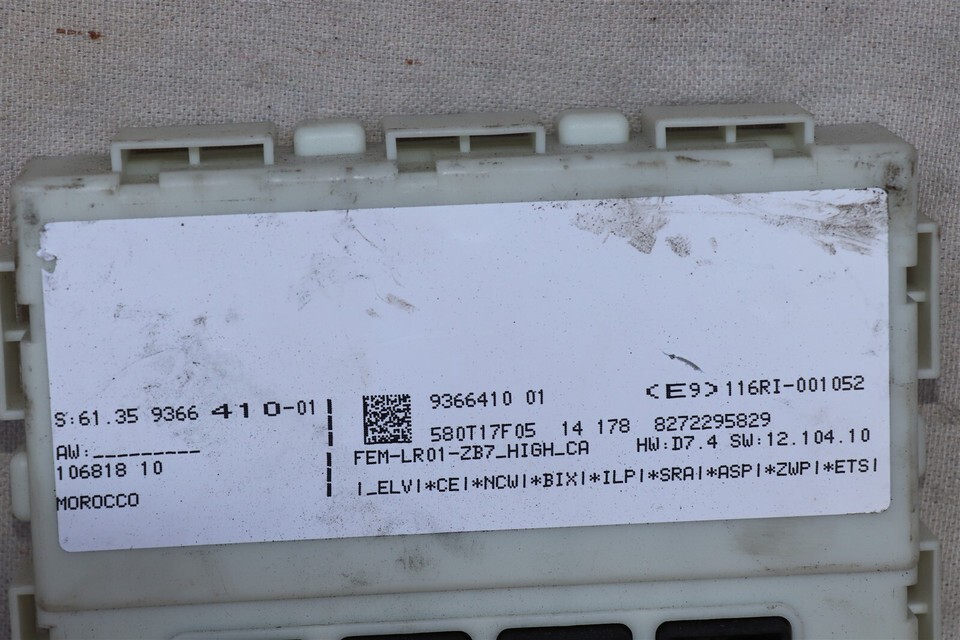 S:61.35 9366 410-01
AW:_________
106818 10
MOROCCO
9366410 01
<E9> 116RI-001052
580T17F05 14 178 8272295829
FEM-LR01-ZB7_HIGH_CA HW:D7.4 SW:12.104.10
|_ELV|*CE|*NCW|*BIX|*ILP|*SRA|*ASP|*ZWP|*ETS|